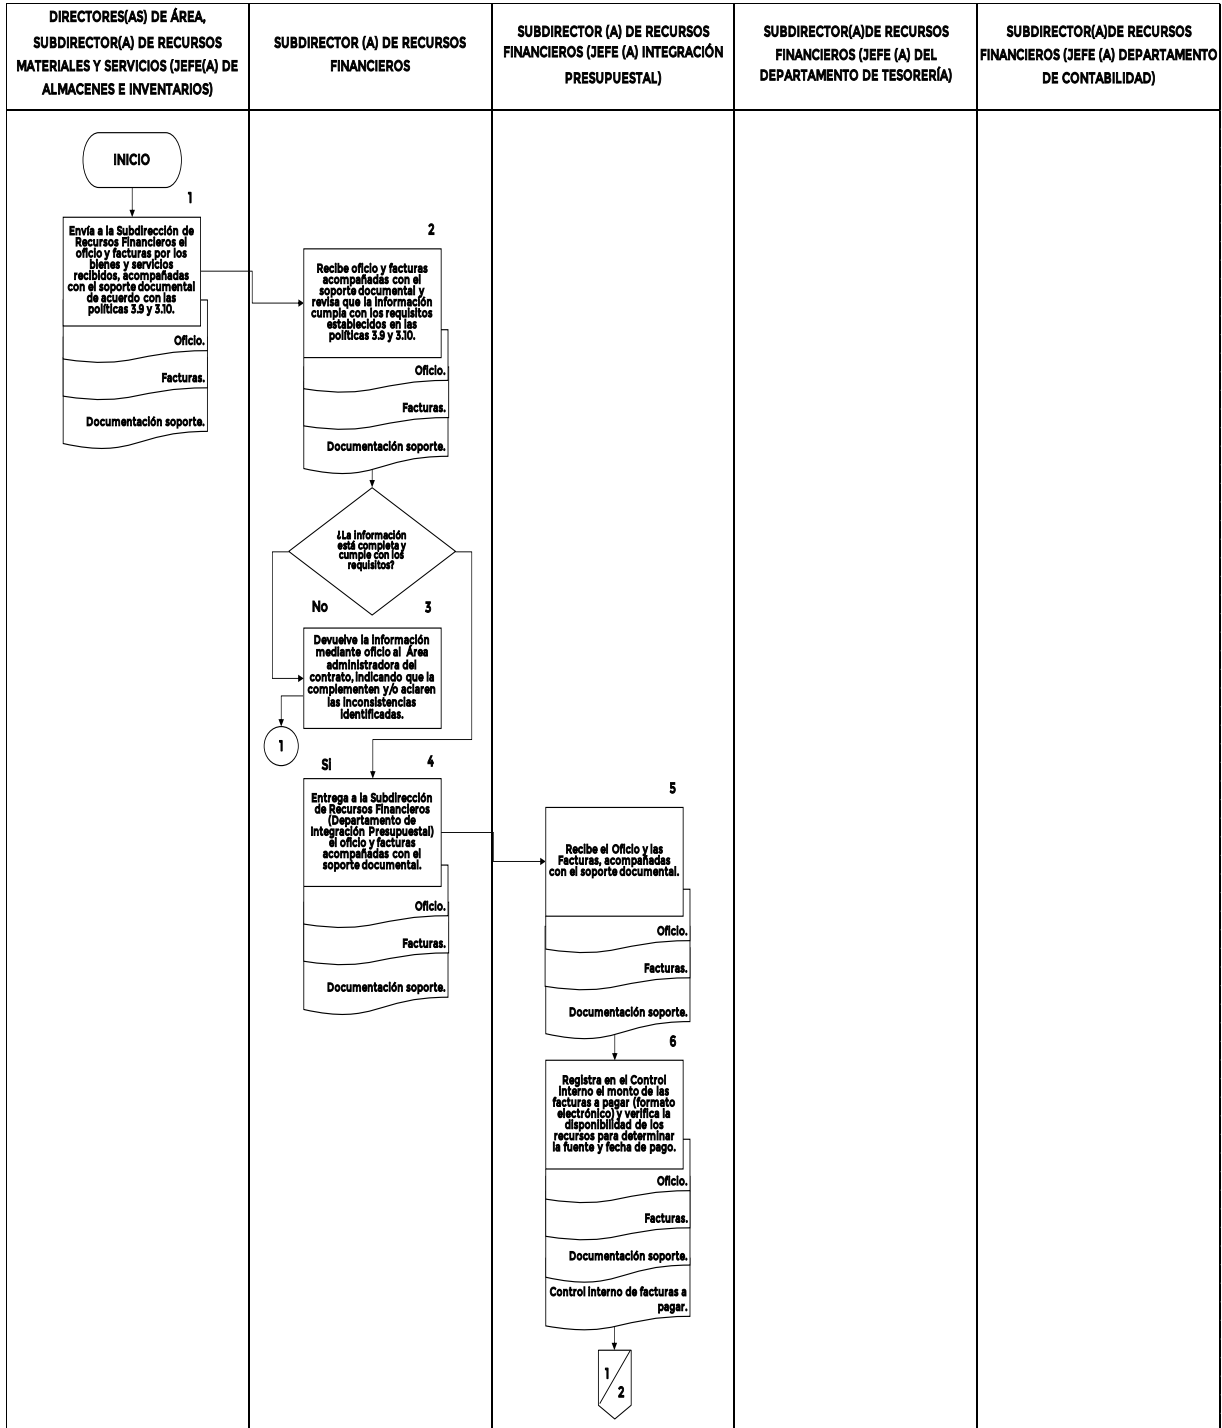 DIRECTORES(AS) DE ÁREA,
SUBDIRECTOR(A) DE RECURSOS
MATERIALES Y SERVICIOS (JEFE(A) DE
ALMACENES E INVENTARIOS)
SUBDIRECTOR (A) DE RECURSOS
FINANCIEROS
SUBDIRECTOR (A) DE RECURSOS
FINANCIEROS (JEFE (A) INTEGRACIÓN
PRESUPUESTAL)
SUBDIRECTOR(A)DE RECURSOS
FINANCIEROS (JEFE (A) DEL
DEPARTAMENTO DE TESORERÍA)
SUBDIRECTOR(A)DE RECURSOS
FINANCIEROS (JEFE (A) DEPARTAMENTO
DE CONTABILIDAD)
INICIO
1
Envía a la Subdirección de
Recursos Financieros el
oficio y facturas por los
bienes y servicios
recibidos, acompañadas
con el soporte documental
de acuerdo con las
políticas 3.9 y 3.10.
Oficio.
Facturas.
Documentación soporte.
2
Recibe oficio y facturas
acompañadas con el
soporte documental y
revisa que la información
cumpla con los requisitos
establecidos en las
políticas 3.9 y 3.10.
Oficio.
Facturas.
Documentación soporte.
¿La información
está completa y
cumple con los
requisitos?
No
3
Devuelve la información
mediante oficio al Área
administradora del
contrato, indicando que la
complementen y/o aclaren
las inconsistencias
identificadas.
1
Si
4
Entrega a la Subdirección
de Recursos Financieros
(Departamento de
Integración Presupuestal)
el oficio y facturas
acompañadas con el
soporte documental.
Oficio.
Facturas.
Documentación soporte.
5
Recibe el Oficio y las
Facturas, acompañadas
con el soporte documental.
Oficio.
Facturas.
Documentación soporte.
6
Registra en el Control
Interno el monto de las
facturas a pagar (formato
electrónico) y verifica la
disponibilidad de los
recursos para determinar
la fuente y fecha de pago.
Oficio.
Facturas.
Documentación soporte.
Control interno de facturas a
pagar.
1
2